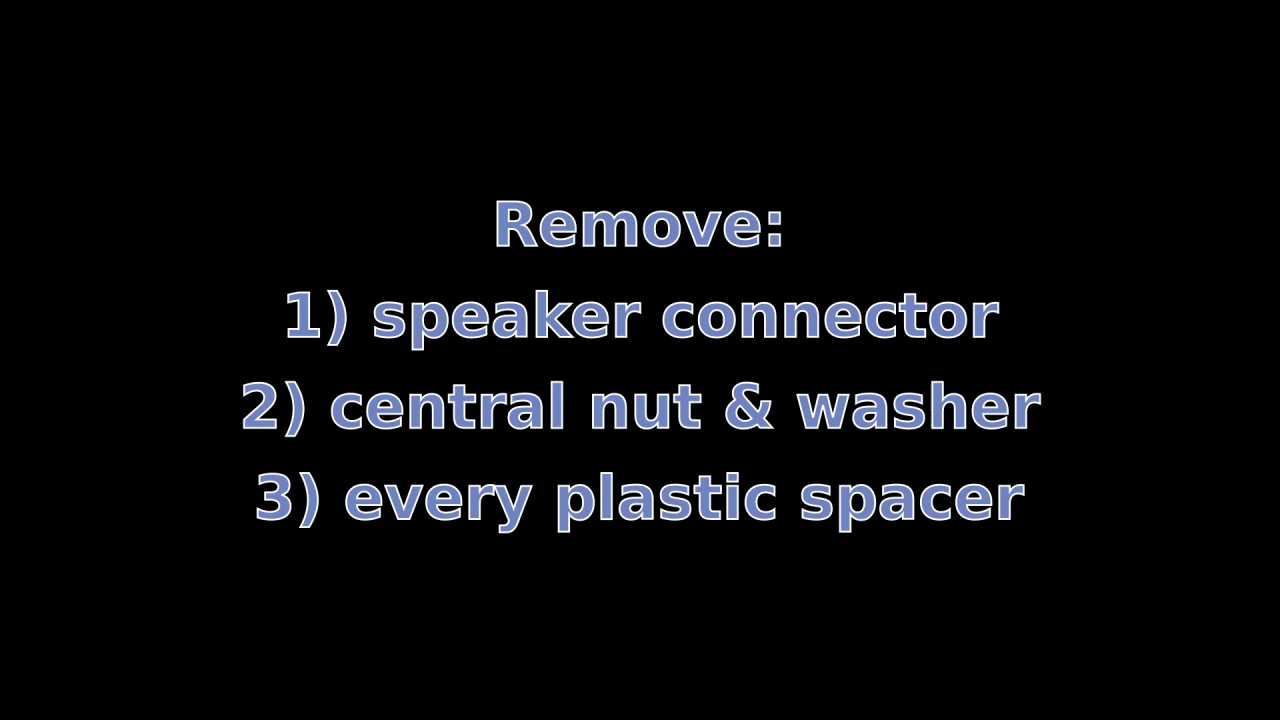 Remove:
1) speaker connector
2) central nut & washer
3) every plastic spacer